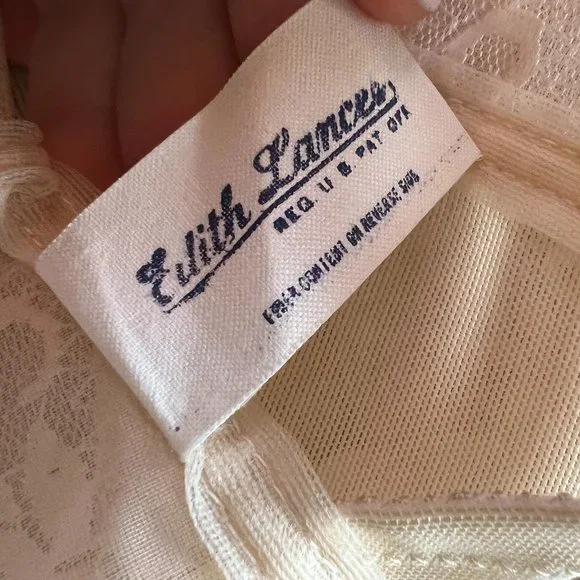 Edith Lances
REG. U S PAT OFF
FIBER CONTENT ON REVERSE SIDE